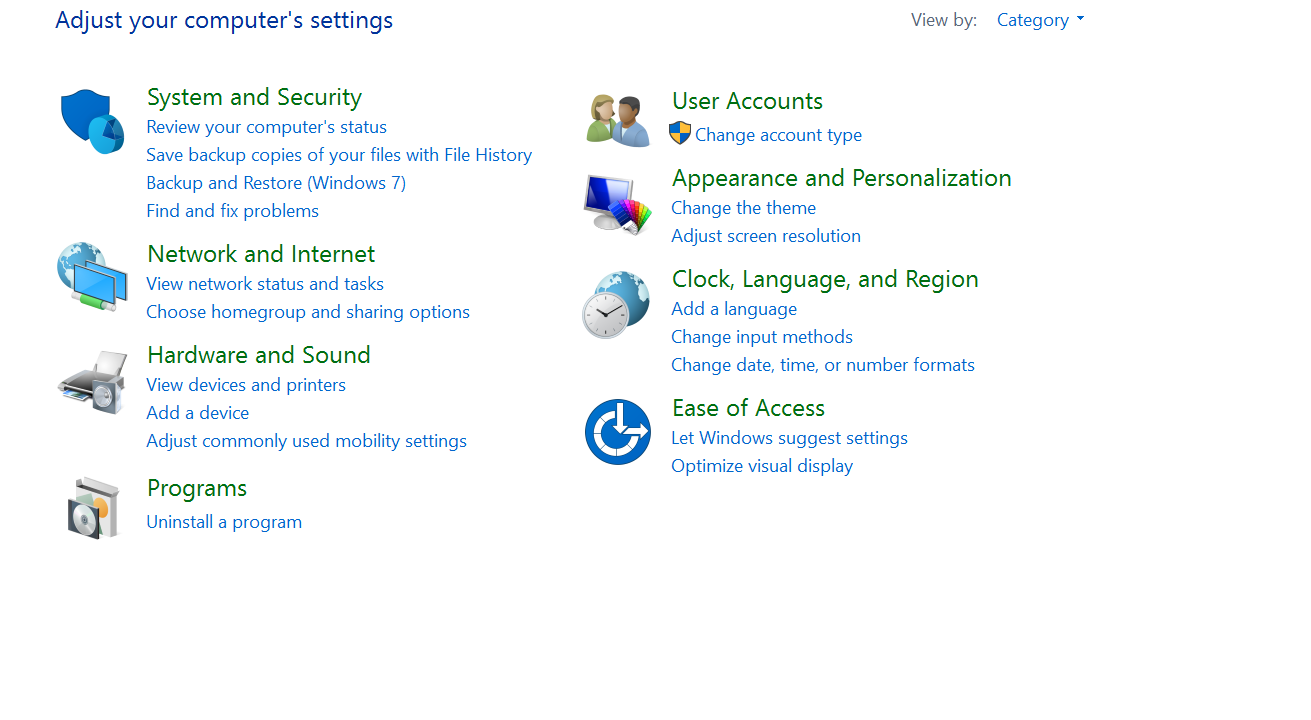 Adjust your computer's settings
View by: Category
System and Security
Review your computer's status
Save backup copies of your files with File History
Backup and Restore (Windows 7)
Find and fix problems
Network and Internet
View network status and tasks
Choose homegroup and sharing options
Hardware and Sound
View devices and printers
Add a device
Adjust commonly used mobility settings
Programs
Uninstall a program
User Accounts
Change account type
Appearance and Personalization
Change the theme
Adjust screen resolution
Clock, Language, and Region
Add a language
Change input methods
Change date, time, or number formats
Ease of Access
Let Windows suggest settings
Optimize visual display